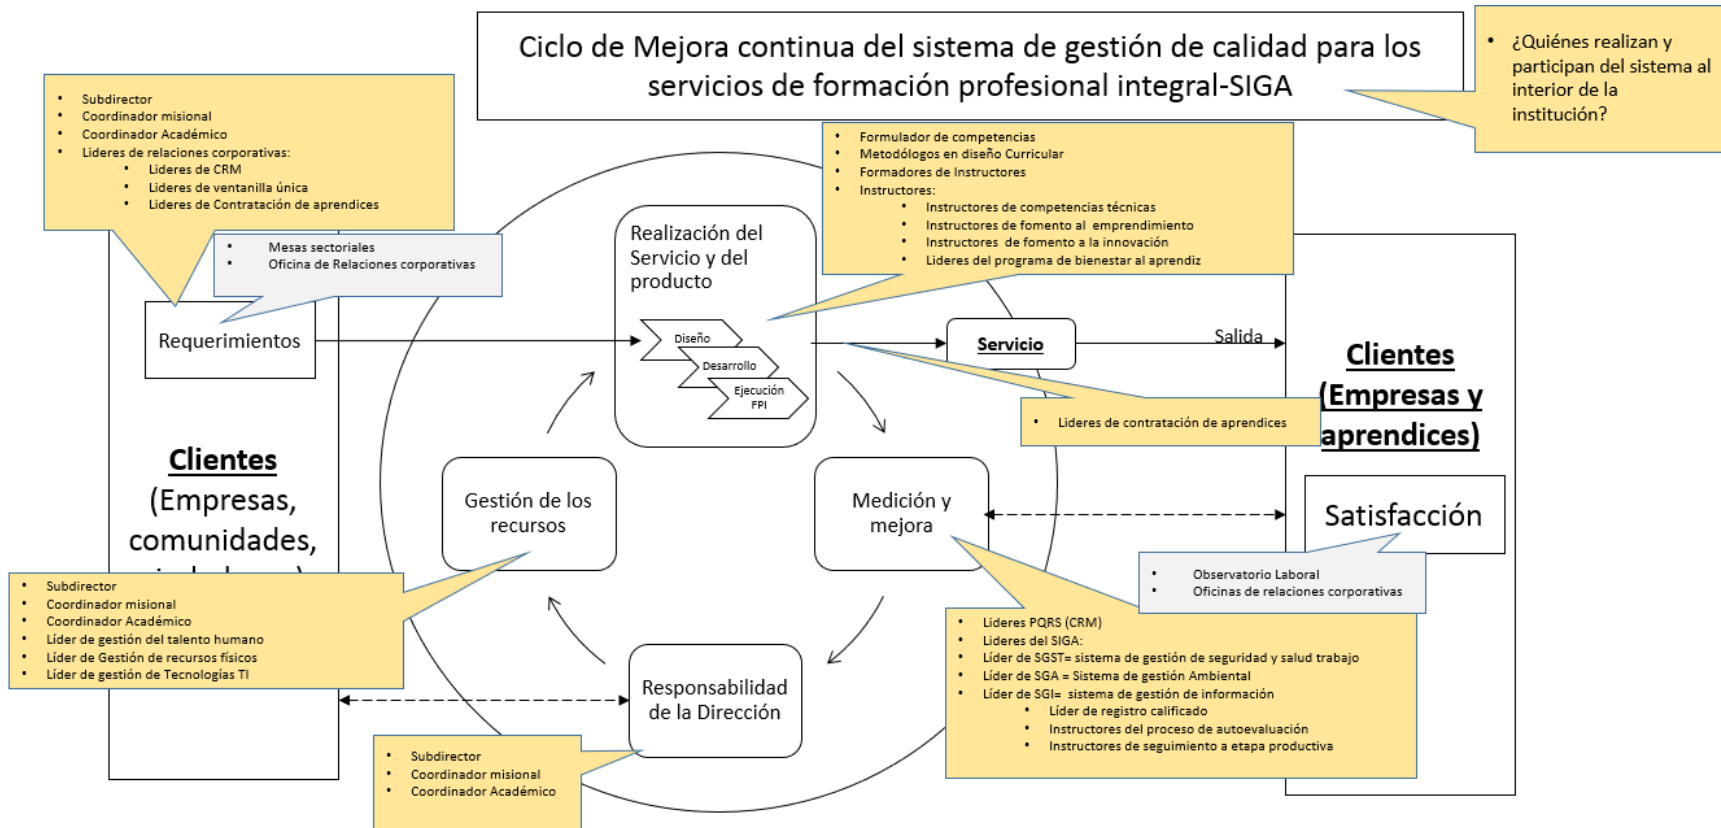 Ciclo de Mejora continua del sistema de gestión de calidad para los
servicios de formación profesional integral-SIGA
• ¿Quiénes realizan y
participan del sistema al
interior de la
institución?
• Subdirector
• Coordinador misional
• Coordinador Académico
• Lideres de relaciones corporativas:
• Lideres de CRM
• Lideres de ventanilla única
• Lideres de Contratación de aprendices
• Mesas sectoriales
• Oficina de Relaciones corporativas
Requerimientos
• Formulador de competencias
• Metodólogos en diseño Curricular
• Formadores de Instructores
• Instructores:
• Instructores de competencias técnicas
• Instructores de fomento al emprendimiento
• Instructores de fomento a la innovación
• Lideres del programa de bienestar al aprendiz
Realización del
Servicio y del
producto
Diseño
Desarrollo
Ejecución
FPI
Servicio
Salida
• Lideres de contratación de aprendices
Clientes
(Empresas y
aprendices)
Clientes
(Empresas,
comunidades,
Gestión de los
recursos
Medición y
mejora
Satisfacción
• Observatorio Laboral
• Oficinas de relaciones corporativas
• Subdirector
• Coordinador misional
• Coordinador Académico
• Líder de gestión del talento humano
• Líder de Gestión de recursos físicos
• Líder de gestión de Tecnologías TI
• Lideres PQRS (CRM)
• Lideres del SIGA:
• Líder de SGST= sistema de gestión de seguridad y salud trabajo
• Líder de SGA = Sistema de gestión Ambiental
• Líder de SGI= sistema de gestión de información
• Líder de registro calificado
• Instructores del proceso de autoevaluación
• Instructores de seguimiento a etapa productiva
Responsabilidad
de la Dirección
• Subdirector
• Coordinador misional
• Coordinador Académico